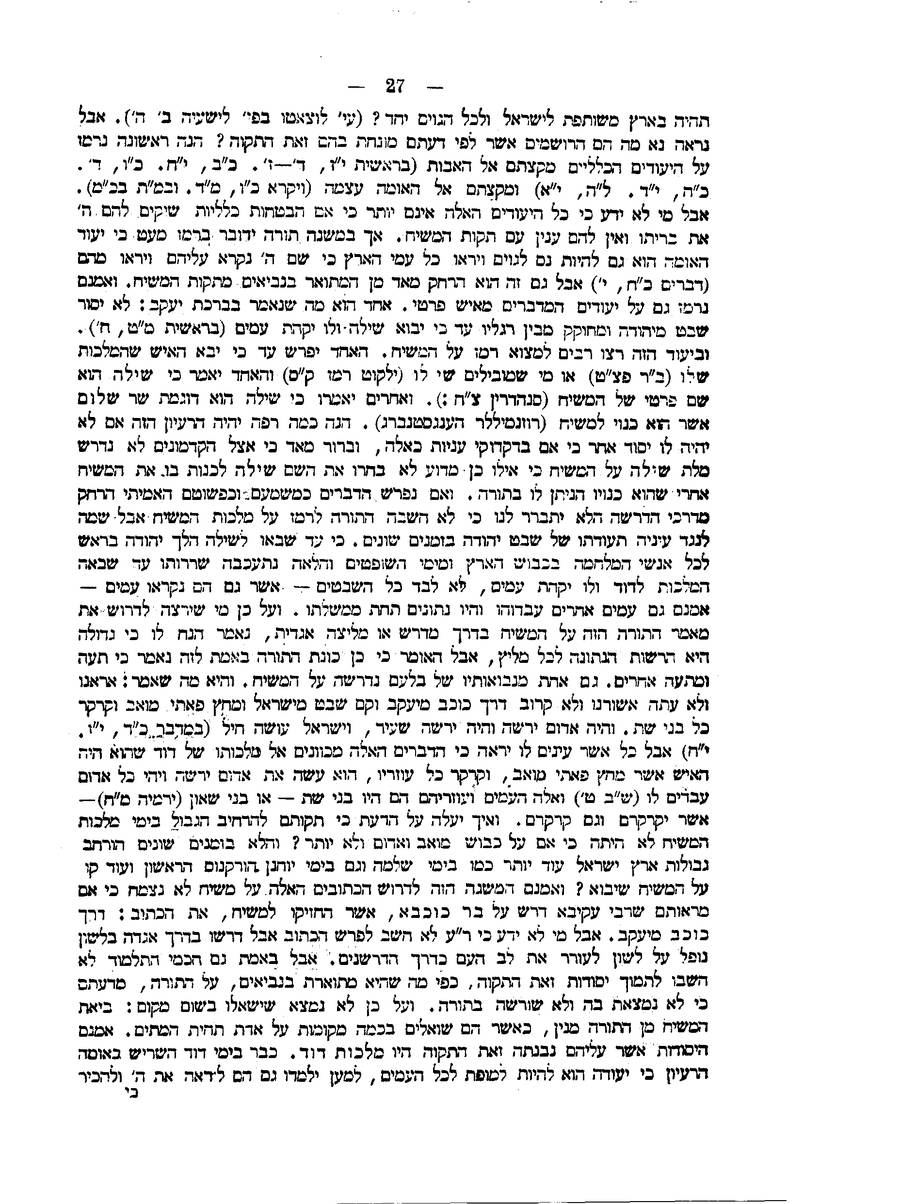 — 27 —
תהיה בארץ משותפת לישראל ולכל הגוים יחד? (עי' לוצאטו בפי' לישעיה ב' ה'). אבל
נראה נא מה הם הרושמים אשר לפי דעתם מונחת בהם זאת התקוה? הנה ראשונה נרמזו
על היעודים הכלליים מקצתם אל האבות (בראשית י"ז, ד'—ז'. כ"ב, י"ח. כ"ו, ד'.
כ"ה, י"ד. ל"ה, י"א) ומקצתם אל האומה עצמה (ויקרא כ"ו, מ"ד. ובמ"ת בכ"מ).
אבל מי לא ידע כי כל היעודים האלה אינם יותר כי אם הבטחות כלליות שיקים להם ה'
את בריתו ואין להם ענין עם תקות המשיח. אך במשנה תורה ידובר ברמז מעט כי יעוד
האומה הוא גם להיות נס לגוים ויראו כל עמי הארץ כי שם ה' נקרא עליהם ויראו מהם
(דברים כ"ח, י') אבל גם זה הוא הרחק מאד מן המתואר בנביאים מתקות המשיח. ואמנם
נרמז גם על יעודים המדברים מאיש פרטי. אחד הוא מה שנאמר בברכת יעקב: לא יסור
שבט מיהודה ומחוקק מבין רגליו עד כי יבוא שילה ולו יקהת עמים (בראשית מ"ט, ח').
וביעוד הזה רצו רבים למצוא רמז על המשיח. האחד יפרש עד כי יבא האיש שהמלכות
שלו (ב"ר פצ"ט) או מי שמובילים שי לו (ילקוט רמז ק"ס) והאחד יאמר כי שילה הוא
שם פרטי של המשיח (סנהדרין צ"ח:). ואחרים יאמרו כי שילה הוא דוגמת שר שלום
אשר הוא כנוי למשיח (רוזנמיללר הענגסטנברג). הנה כמה רפה יהיה הרעיון הזה אם לא
יהיה לו יסוד אחר כי אם בדקדוקי עניות כאלה, וברור מאד כי אצל הקדמונים לא נדרש
מלת שילה על המשיח כי אילו כן מדוע לא בחרו את השם שילה לכנות בו את המשיח
אחרי שהוא כנויו הניתן לו בתורה. ואם נפרש הדברים כמשמעם וכפשוטם האמיתי הרחק
מדרכי הדרשה הלא יתברר לנו כי לא השבה התורה לרמז על מלכות המשיח אבל שמה
לנגד עיניה תעודתו של שבט יהודה בזמנים שונים. כי עד שבאו לשילה הלך יהודה בראש
לכל אנשי המלחמה בכבוש הארץ ומימי השופטים והלאה נתעכבה שררותו עד שבאה
המלכות לדוד ולו יקהת עמים, לא לבד כל השבטים — אשר גם הם נקראו עמים —
אמנם גם עמים אחרים עבדוהו והיו נתונים תחת ממשלתו. ועל כן מי שירצה לדרוש את
מאמר התורה הזה על המשיח בדרך מדרש או מליצה אגדית, נאמר הנח לו כי גדולה
היא הרשות הנתונה לכל מליץ, אבל האומר כי כן כונת התורה באמת לזה נאמר כי תעה
ומתעה אחרים. גם אחת מנבואותיו של בלעם נדרשה על המשיח. והיא מה שאמר: אראנו
ולא עתה אשורנו ולא קרוב דרך כוכב מיעקב וקם שבט מישראל ומחץ פאתי מואב וקרקר
כל בני שת. והיה אדום ירשה והיה ירשה שעיר, וישראל עושה חיל (במדבר כ"ד, י"ז.
י"ח) אבל כל אשר עינים לו יראה כי הדברים האלה מכוונים אל מלכותו של דוד שהוא היה
האיש אשר מחץ פאתי מואב, וקרקר כל עוזריו, הוא עשה את אדום ירשה ויהי כל אדום
עבדים לו (ש"ב ט') ואלה העמים ועוזריהם הם היו בני שת — או בני שאון (ירמיה מ"ח)—
אשר יקרקרם וגם קרקרם. ואיך יעלה על הדעת כי תקותם להרחיב הגבול בימי מלכות
המשיח לא היתה כי אם על כבוש מואב ואדום ולא יותר? והלא בזמנים שונים הורחב
גבולות ארץ ישראל עוד יותר כמו בימי שלמה וגם בימי יוחנן הורקנוס הראשון ועוד קו
על המשיח שיבוא? ואמנם המשגה הזה לדרוש הכתובים האלה על משיח לא נצמח כי אם
מראותם שרבי עקיבא דרש על בר כוכבא, אשר החזיקו למשיח, את הכתוב: דרך
כוכב מיעקב. אבל מי לא ידע כי ר"ע לא חשב לפרש הכתוב אבל דרשו בדרך אגדה בלשון
נופל על לשון לעורר את לב העם כדרך הדרשנים. אבל באמת גם חכמי התלמוד לא
חשבו לתמוך יסודות זאת התקוה, כפי מה שהיא מתוארת בנביאים, על התורה, מדעתם
כי לא נמצאת בה ולא שורשה בתורה. ועל כן לא נמצא שישאלו בשום מקום: ביאת
המשיח מן התורה מנין, כאשר הם שואלים בכמה מקומות על אדת תחית המתים. אמנם
היסודות אשר עליהם נבנתה זאת התקוה היו מלכות דוד. כבר בימי דוד השריש באומה
הרעיון כי יעודה הוא להיות למופת לכל העמים, למען ילמדו גם הם ליראה את ה' ולהכיר
כי